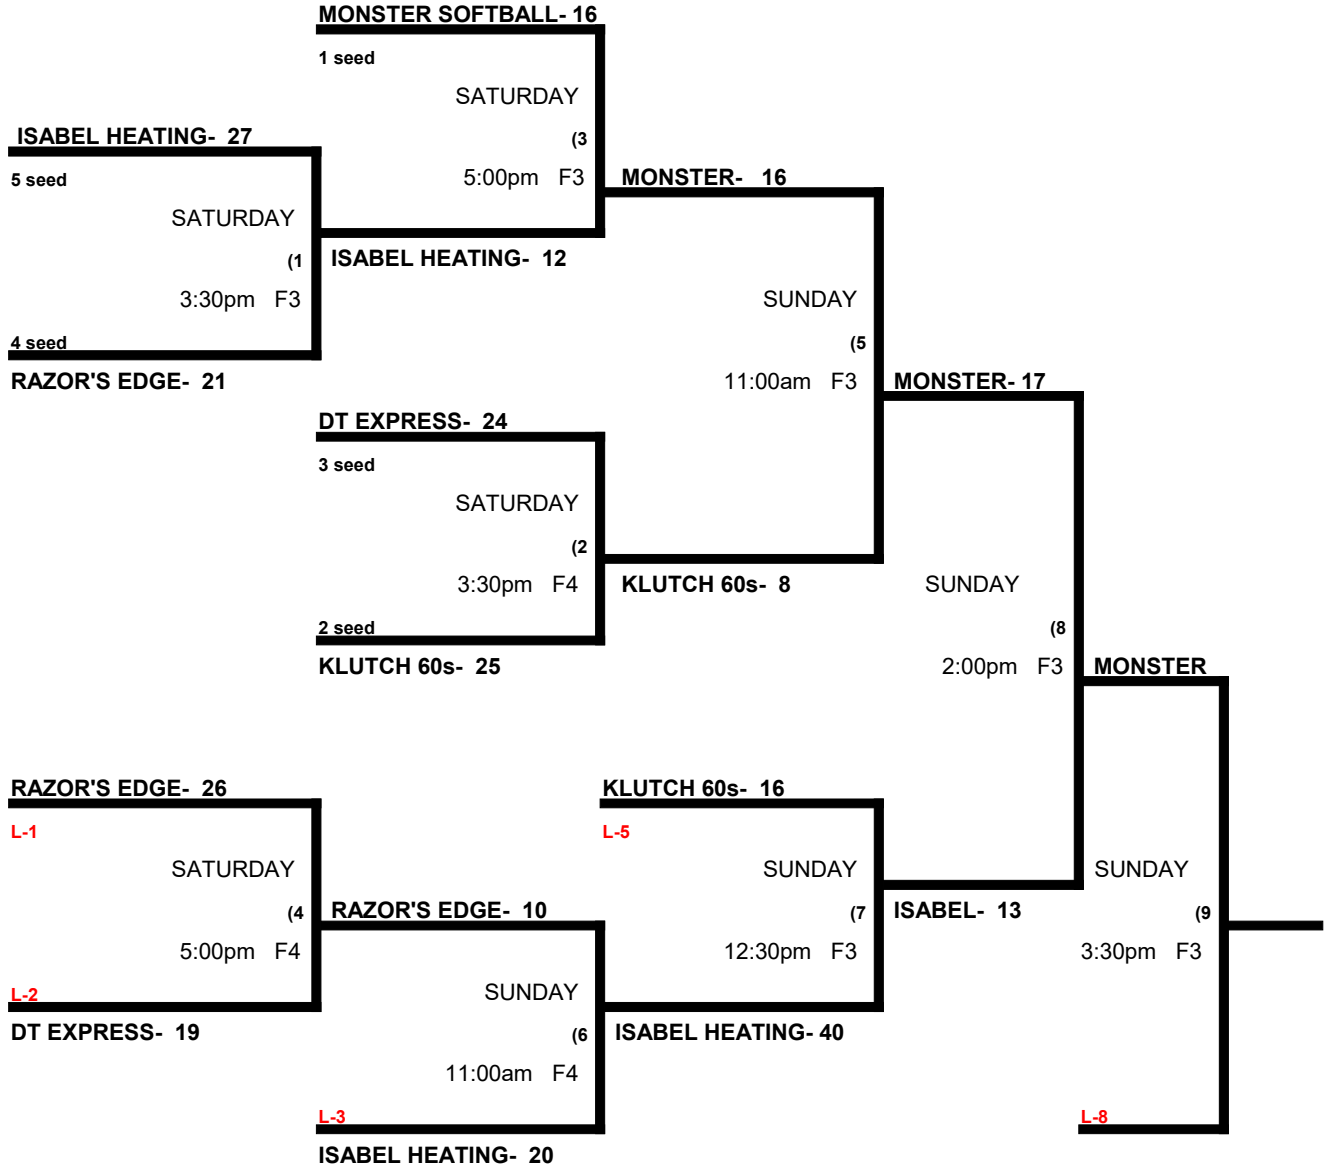 MONSTER SOFTBALL- 16
1 seed
SATURDAY
(3
5:00pm F3
ISABEL HEATING- 27
5 seed
SATURDAY
(1
3:30pm F3
4 seed
RAZOR'S EDGE- 21
ISABEL HEATING- 12
MONSTER- 16
SUNDAY
(5
11:00am F3
MONSTER- 17
DT EXPRESS- 24
3 seed
SATURDAY
(2
3:30pm F4
2 seed
KLUTCH 60s- 25
KLUTCH 60s- 8
SUNDAY
(8
2:00pm F3
MONSTER
RAZOR'S EDGE- 26
L-1
SATURDAY
(4
5:00pm F4
L-2
DT EXPRESS- 19
RAZOR'S EDGE- 10
SUNDAY
(6
11:00am F4
L-3
ISABEL HEATING- 20
KLUTCH 60s- 16
L-5
SUNDAY
(7
12:30pm F3
ISABEL HEATING- 40
ISABEL- 13
SUNDAY
(9
3:30pm F3
L-8